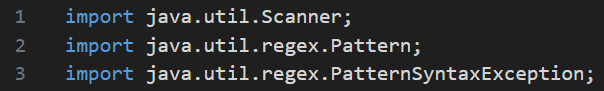 1 import java.util.Scanner;
2 import java.util.regex.Pattern;
3 import java.util.regex.PatternSyntaxException;